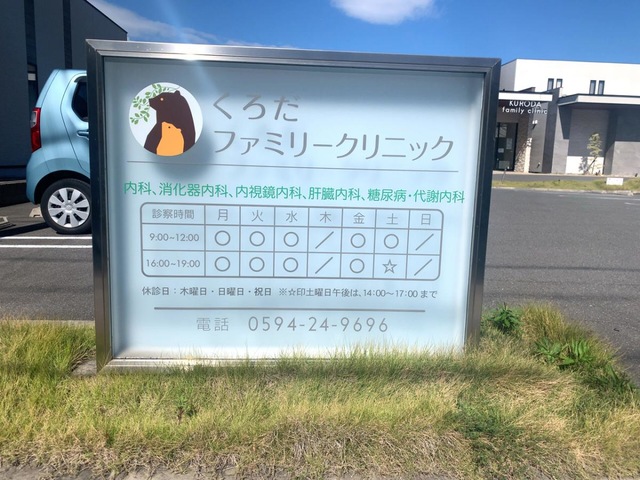 くろだ
ファミリークリニック
内科、消化器内科、内視鏡内科、肝臓内科、糖尿病・代謝内科
診察時間 月 火 水 木 金 土 日
9:00~12:00 ○ ○ ○ ／ ○ ○ ／
16:00~19:00 ○ ○ ○ ／ ○ ☆ ／
休診日：木曜日・日曜日・祝日 ※☆印土曜日午後は、14:00~17:00まで
電話 0594-24-9696
KURODA
family clinic